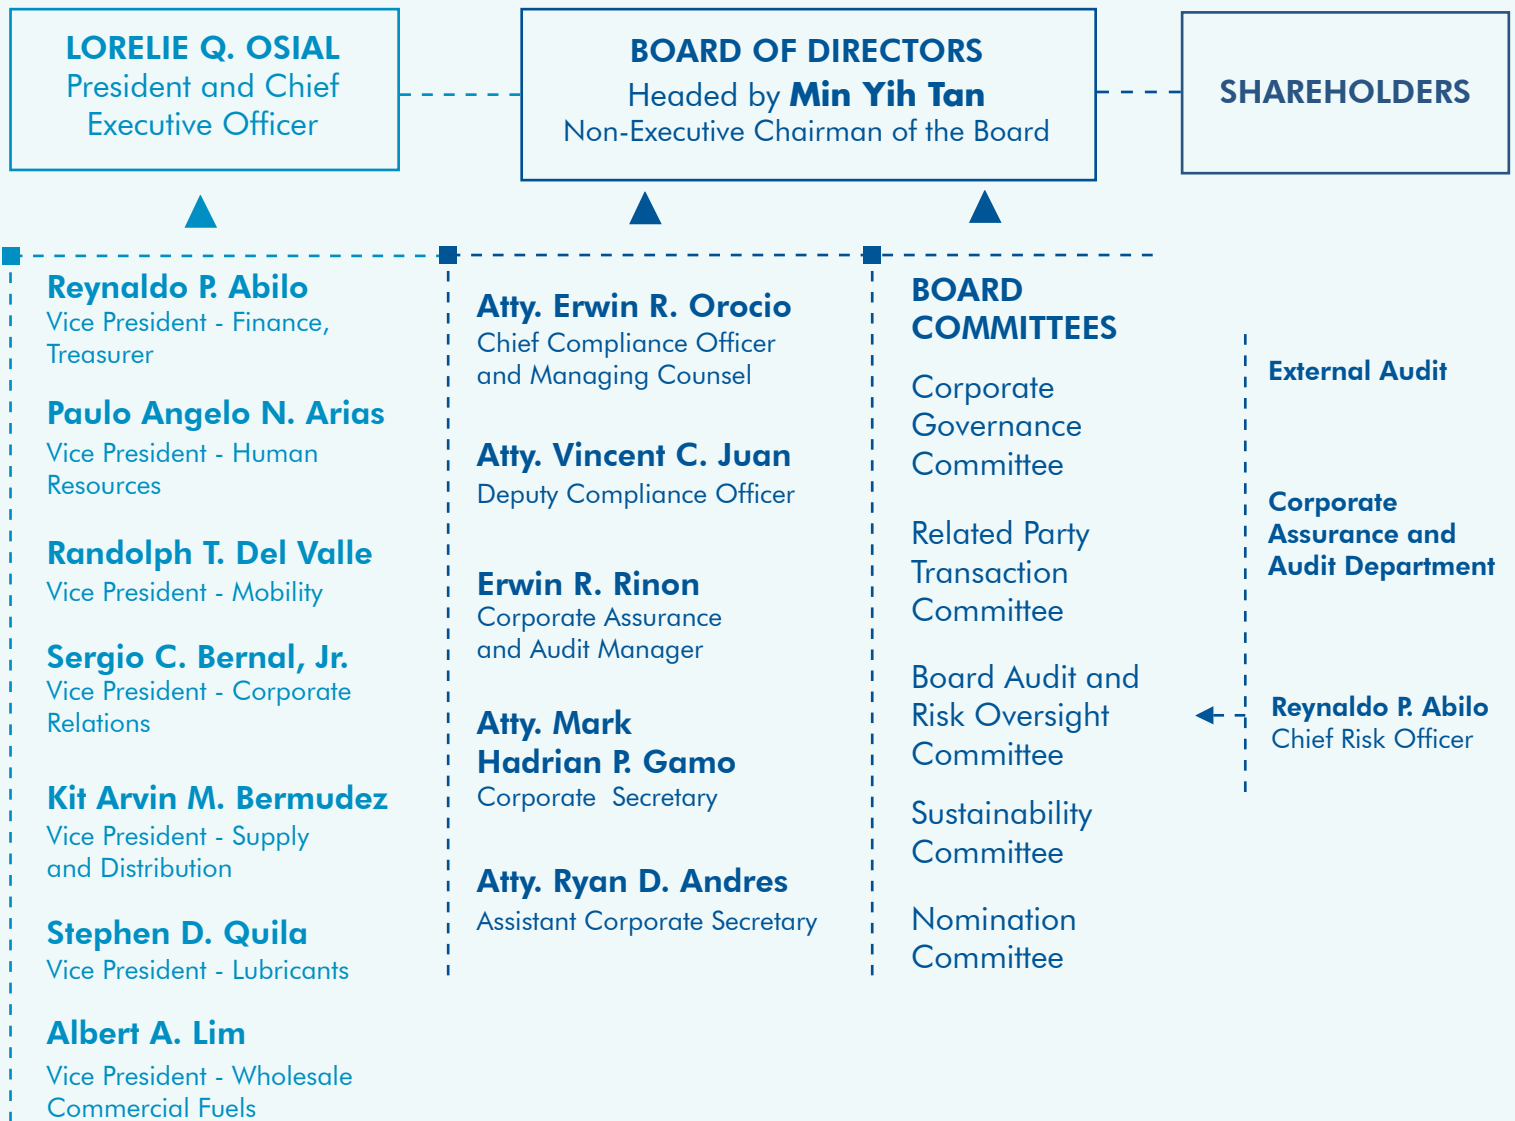 LORELIE Q. OSIAL
President and Chief
Executive Officer
BOARD OF DIRECTORS
Headed by Min Yih Tan
Non-Executive Chairman of the Board
SHAREHOLDERS
Reynaldo P. Abilo
Vice President - Finance,
Treasurer
Paulo Angelo N. Arias
Vice President - Human
Resources
Randolph T. Del Valle
Vice President - Mobility
Sergio C. Bernal, Jr.
Vice President - Corporate
Relations
Kit Arvin M. Bermudez
Vice President - Supply
and Distribution
Stephen D. Quila
Vice President - Lubricants
Albert A. Lim
Vice President - Wholesale
Commercial Fuels
Atty. Erwin R. Orocio
Chief Compliance Officer
and Managing Counsel
Atty. Vincent C. Juan
Deputy Compliance Officer
Erwin R. Rinon
Corporate Assurance
and Audit Manager
Atty. Mark
Hadrian P. Gamo
Corporate Secretary
Atty. Ryan D. Andres
Assistant Corporate Secretary
BOARD
COMMITTEES
Corporate
Governance
Committee
Related Party
Transaction
Committee
Board Audit and
Risk Oversight
Committee
Sustainability
Committee
Nomination
Committee
External Audit
Corporate
Assurance and
Audit Department
Reynaldo P. Abilo
Chief Risk Officer